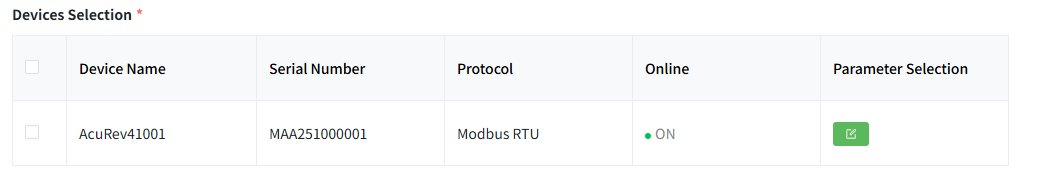 Devices Selection *
Device Name Serial Number Protocol Online Parameter Selection
AcuRev41001 MAA251000001 Modbus RTU ON